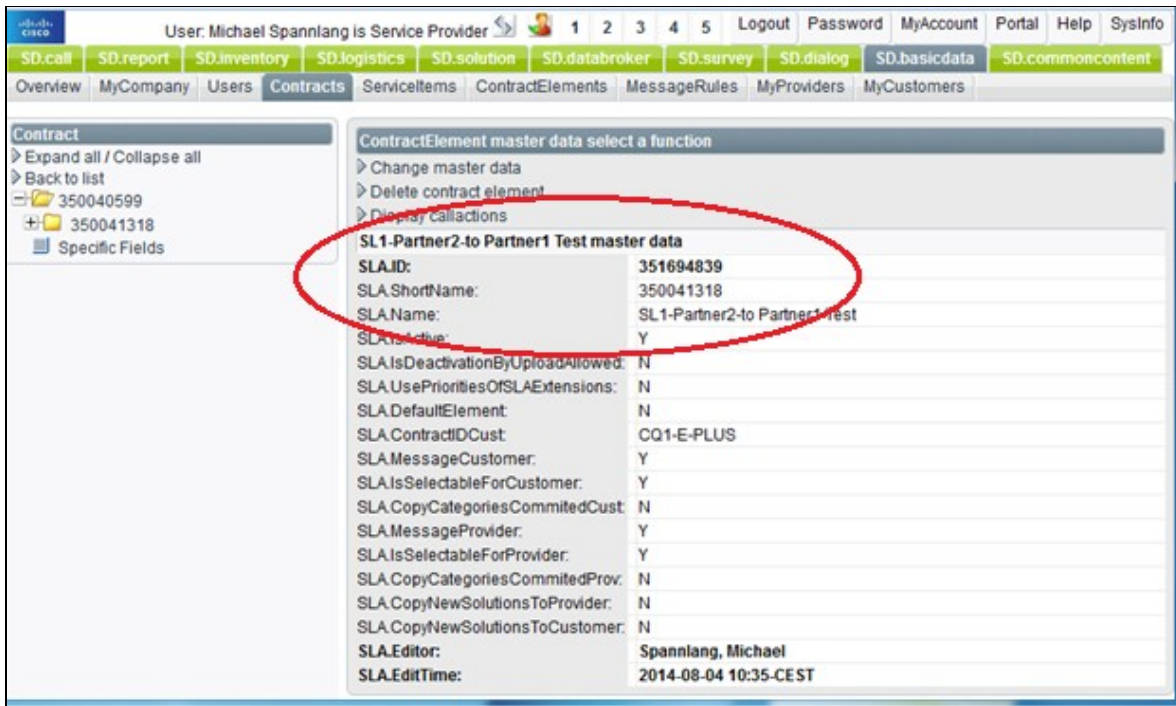 cisco
User: Michael Spannlang is Service Provider 1 2 3 4 5 Logout Password MyAccount Portal Help SysInfo
SD.call SD.report SD.inventory SD.logistics SD.solution SD.databroker SD.survey SD.dialog SD.basicdata SD.commoncontent
Overview MyCompany Users Contracts ServiceItems ContractElements MessageRules MyProviders MyCustomers
Contract
Expand all / Collapse all
Back to list
350040599
350041318
Specific Fields
ContractElement master data select a function
Change master data
Delete contract element
Display callactions
SL1-Partner2-to Partner1 Test master data
SLA.ID: 351694839
SLA.ShortName: 350041318
SLA.Name: SL1-Partner2-to Partner1 Test
SLA.IsActive: Y
SLA.IsDeactivationByUploadAllowed: N
SLA.UsePrioritiesOfSLAExtensions: N
SLA.DefaultElement: N
SLA.ContractIDCust: CQ1-E-PLUS
SLA.MessageCustomer: Y
SLA.IsSelectableForCustomer: Y
SLA.CopyCategoriesCommitedCust: N
SLA.MessageProvider: Y
SLA.IsSelectableForProvider: Y
SLA.CopyCategoriesCommitedProv: N
SLA.CopyNewSolutionsToProvider: N
SLA.CopyNewSolutionsToCustomer: N
SLA.Editor: Spannlang, Michael
SLA.EditTime: 2014-08-04 10:35-CEST